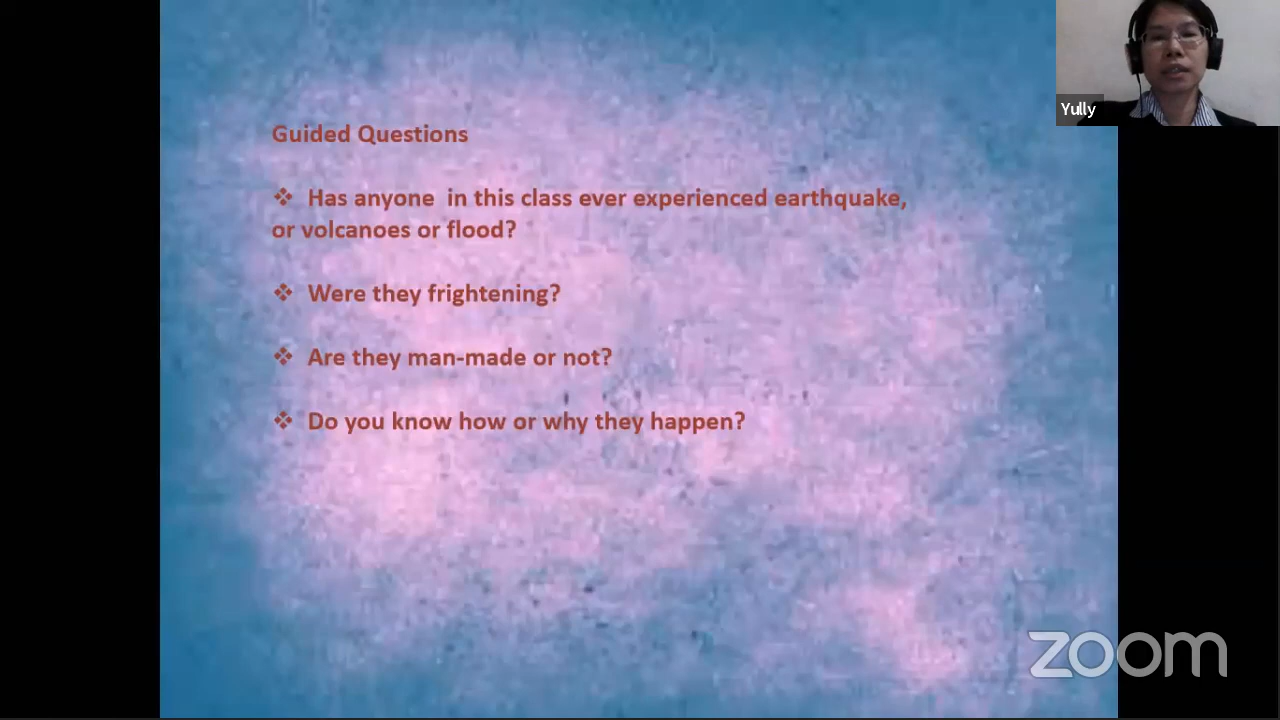 Guided Questions
❖ Has anyone in this class ever experienced earthquake,
or volcanoes or flood?
❖ Were they frightening?
❖ Are they man-made or not?
❖ Do you know how or why they happen?
Yully
zoom